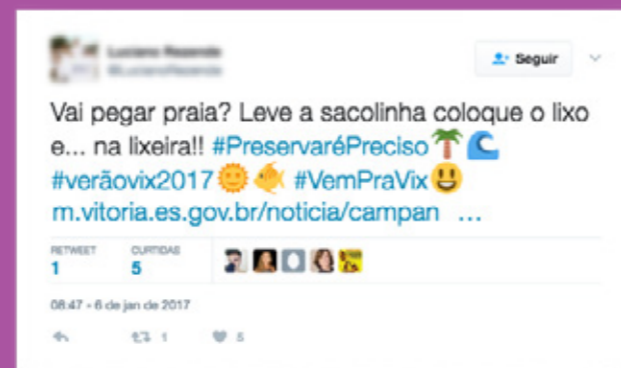 Seguir
Vai pegar praia? Leve a sacolinha coloque o lixo
e... na lixeira!! #PreservaréPreciso🌴🌊
#verãovix2017🌞🐠 #VemPraVix😃
m.vitoria.es.gov.br/noticia/campan ...
RETWEET CURTIDAS
1 5
08:47 - 6 de jan de 2017
1 5